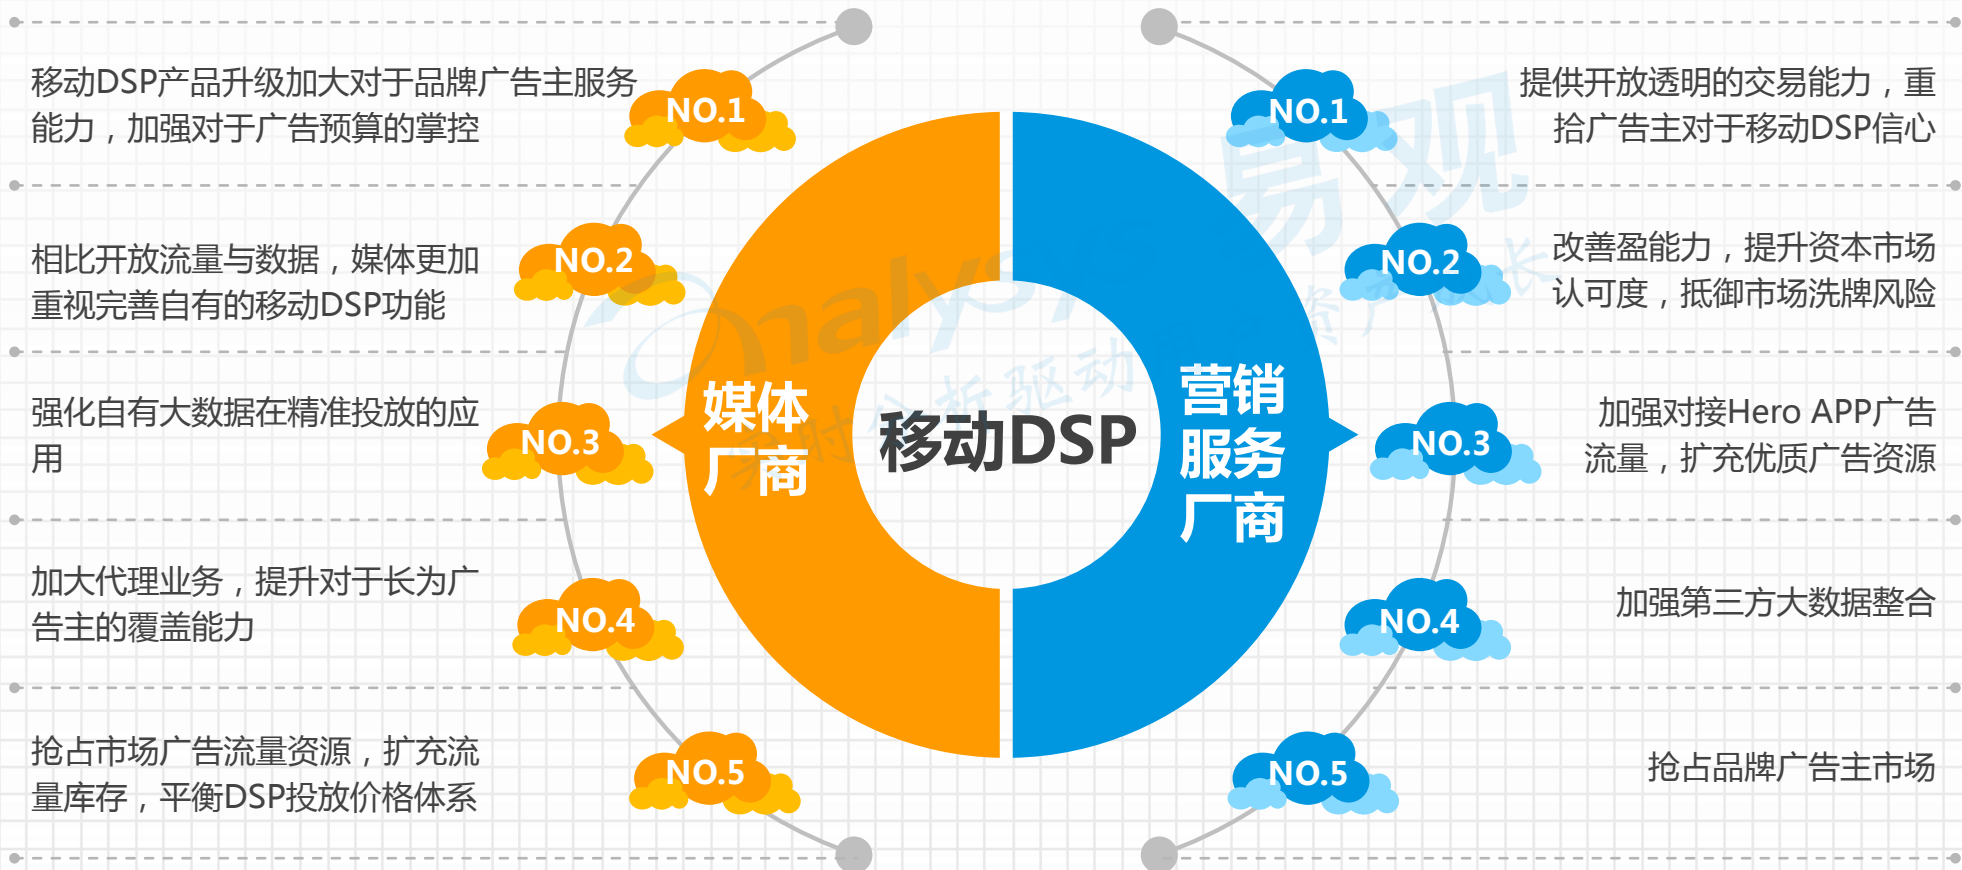 移动DSP产品升级加大对于品牌广告主服务
能力，加强对于广告预算的掌控
NO.1
相比开放流量与数据，媒体更加
重视完善自有的移动DSP功能
NO.2
强化自有大数据在精准投放的应
用
NO.3
加大代理业务，提升对于长为广
告主的覆盖能力
NO.4
抢占市场广告流量资源，扩充流
量库存，平衡DSP投放价格体系
NO.5
媒体
厂商
移动DSP
营销
服务
厂商
NO.1
提供开放透明的交易能力，重
拾广告主对于移动DSP信心
NO.2
改善盈能力，提升资本市场
认可度，抵御市场洗牌风险
NO.3
加强对接Hero APP广告
流量，扩充优质广告资源
NO.4
加强第三方大数据整合
NO.5
抢占品牌广告主市场
analysys 易观